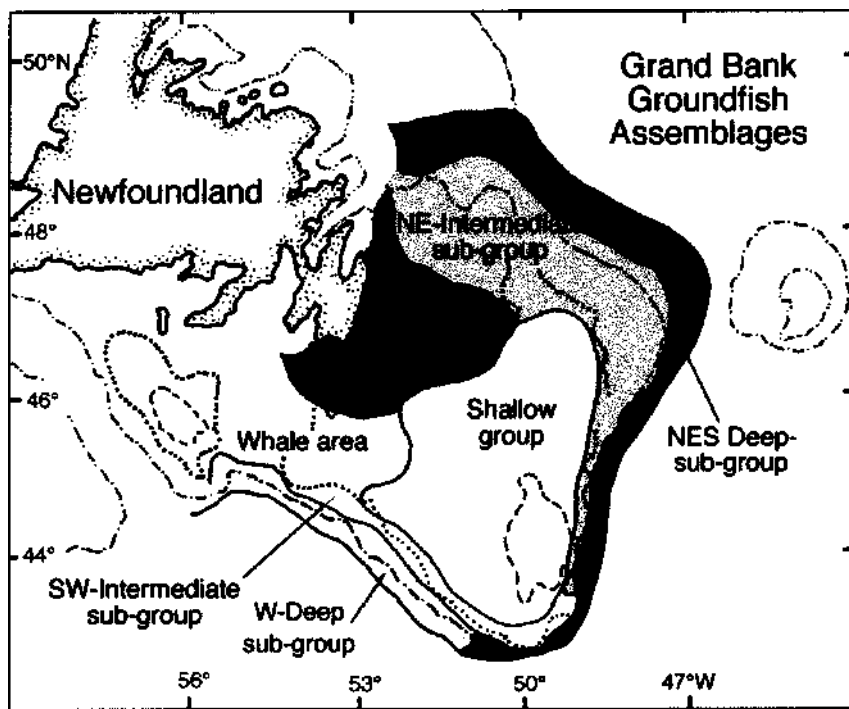 50°N
Grand Bank
Groundfish
Assemblages
Newfoundland
48°
NE-Intermediate
sub-group
46°
Shallow
group
Whale area
NES Deep-
sub-group
44°
SW-Intermediate
sub-group
W-Deep
sub-group
56°
53°
50°
47°W